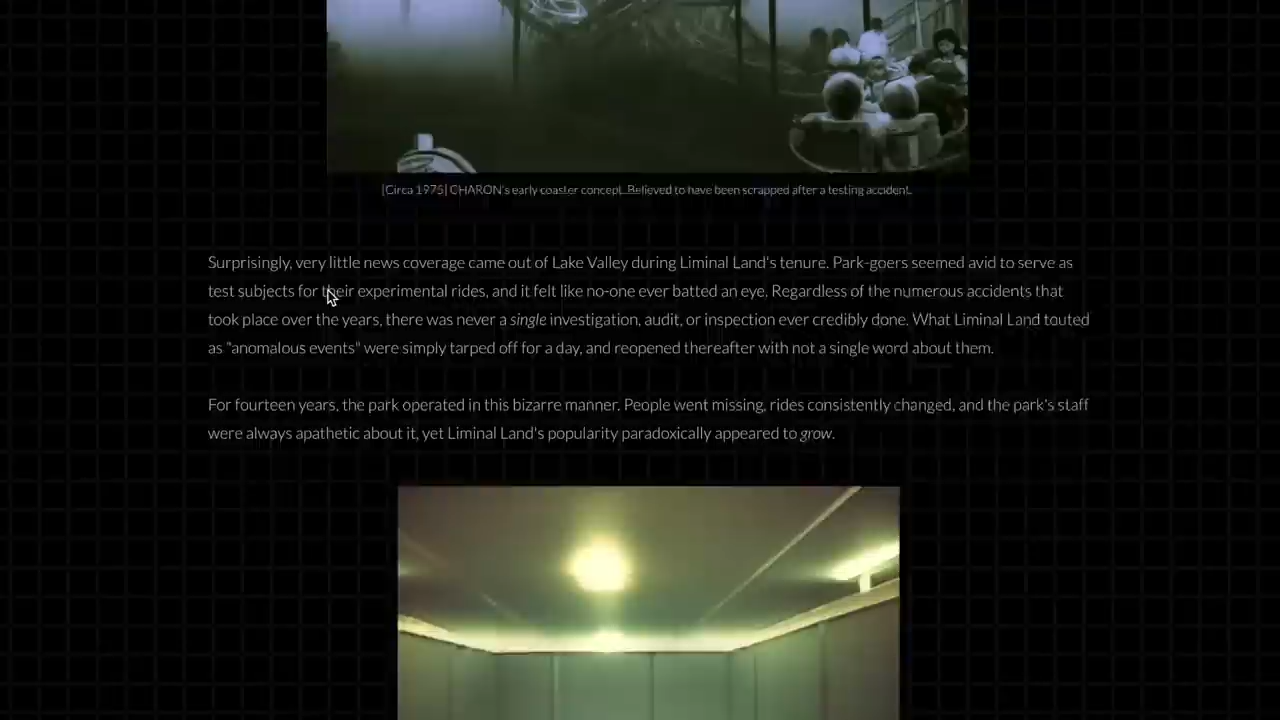 [Circa 1975] CHARON's early coaster concept. Believed to have been scrapped after a testing accident.
Surprisingly, very little news coverage came out of Lake Valley during Liminal Land's tenure. Park-goers seemed avid to serve as
test subjects for their experimental rides, and it felt like no-one ever batted an eye. Regardless of the numerous accidents that
took place over the years, there was never a single investigation, audit, or inspection ever credibly done. What Liminal Land touted
as "anomalous events" were simply tarped off for a day, and reopened thereafter with not a single word about them.
For fourteen years, the park operated in this bizarre manner. People went missing, rides consistently changed, and the park's staff
were always apathetic about it, yet Liminal Land's popularity paradoxically appeared to grow.